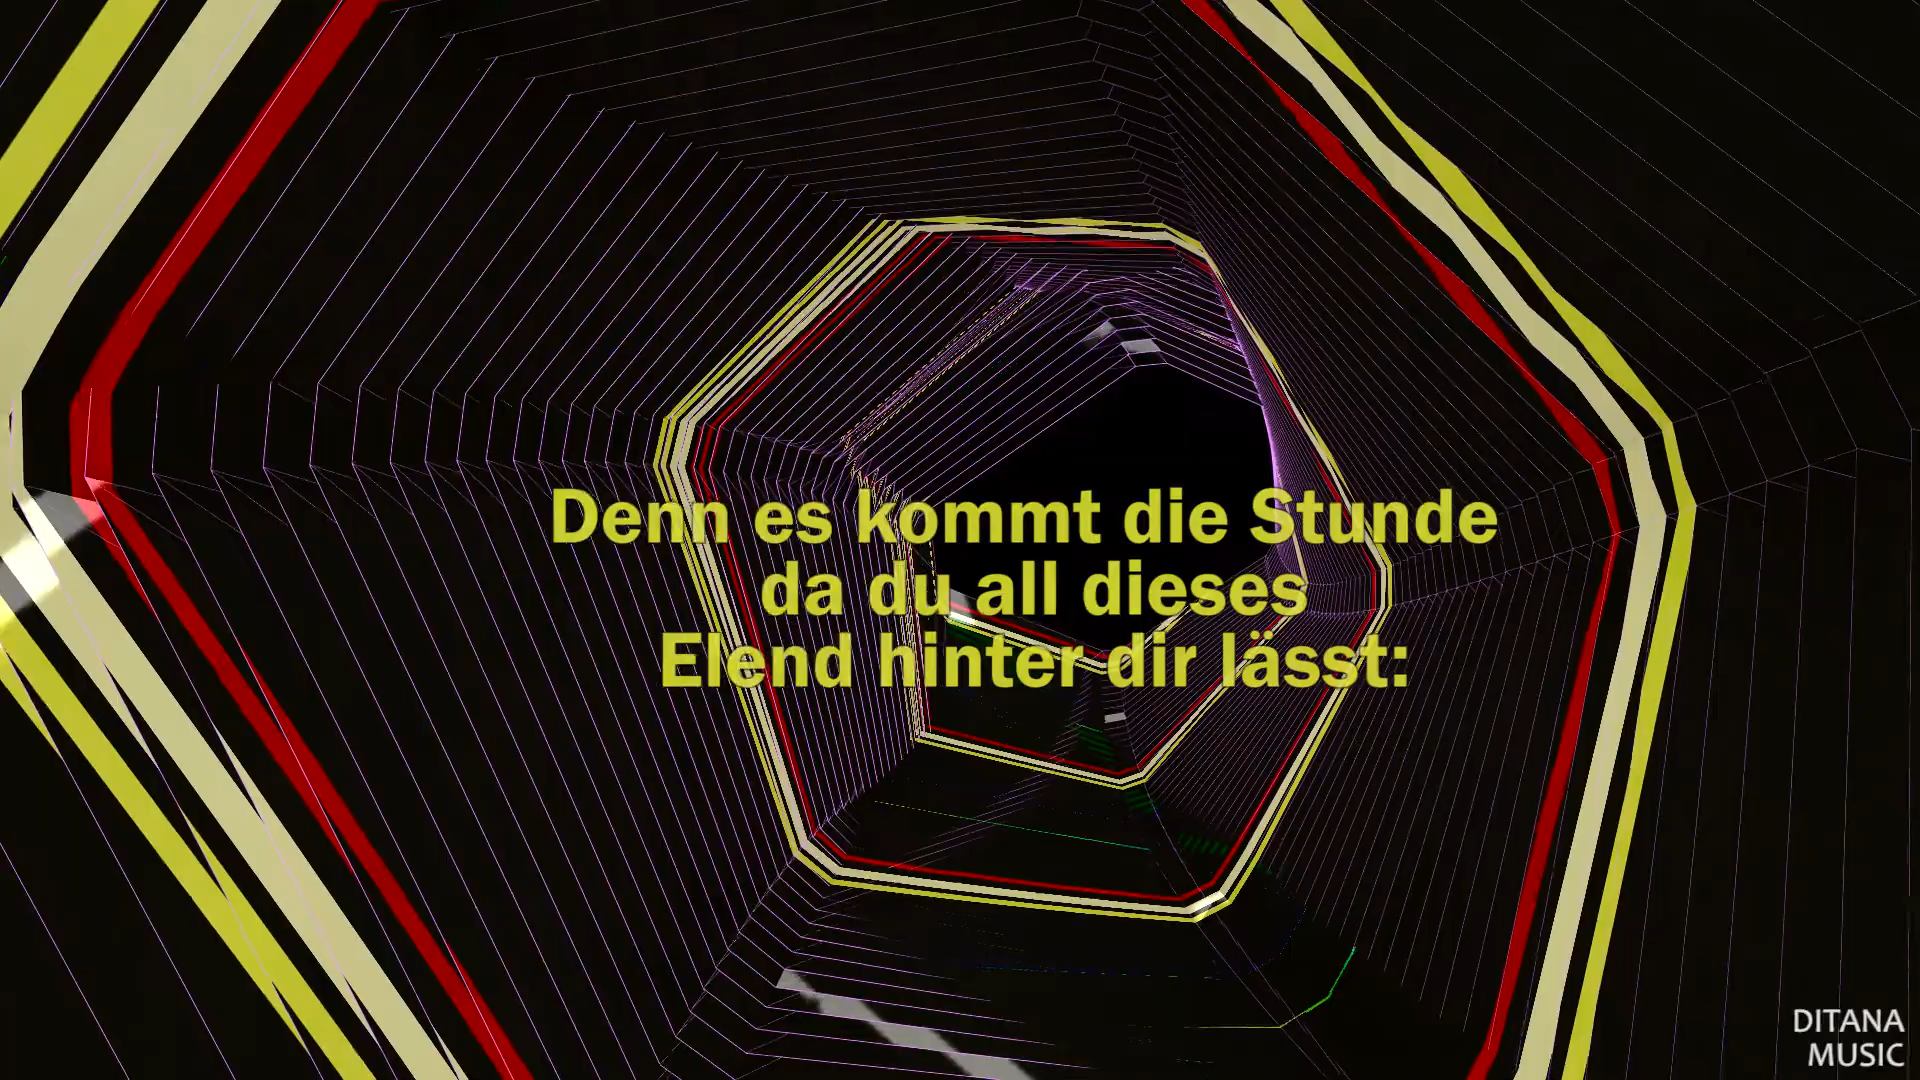 Denn es kommt die Stunde
da du all dieses
Elend hinter dir lässt:
DITANA
MUSIC